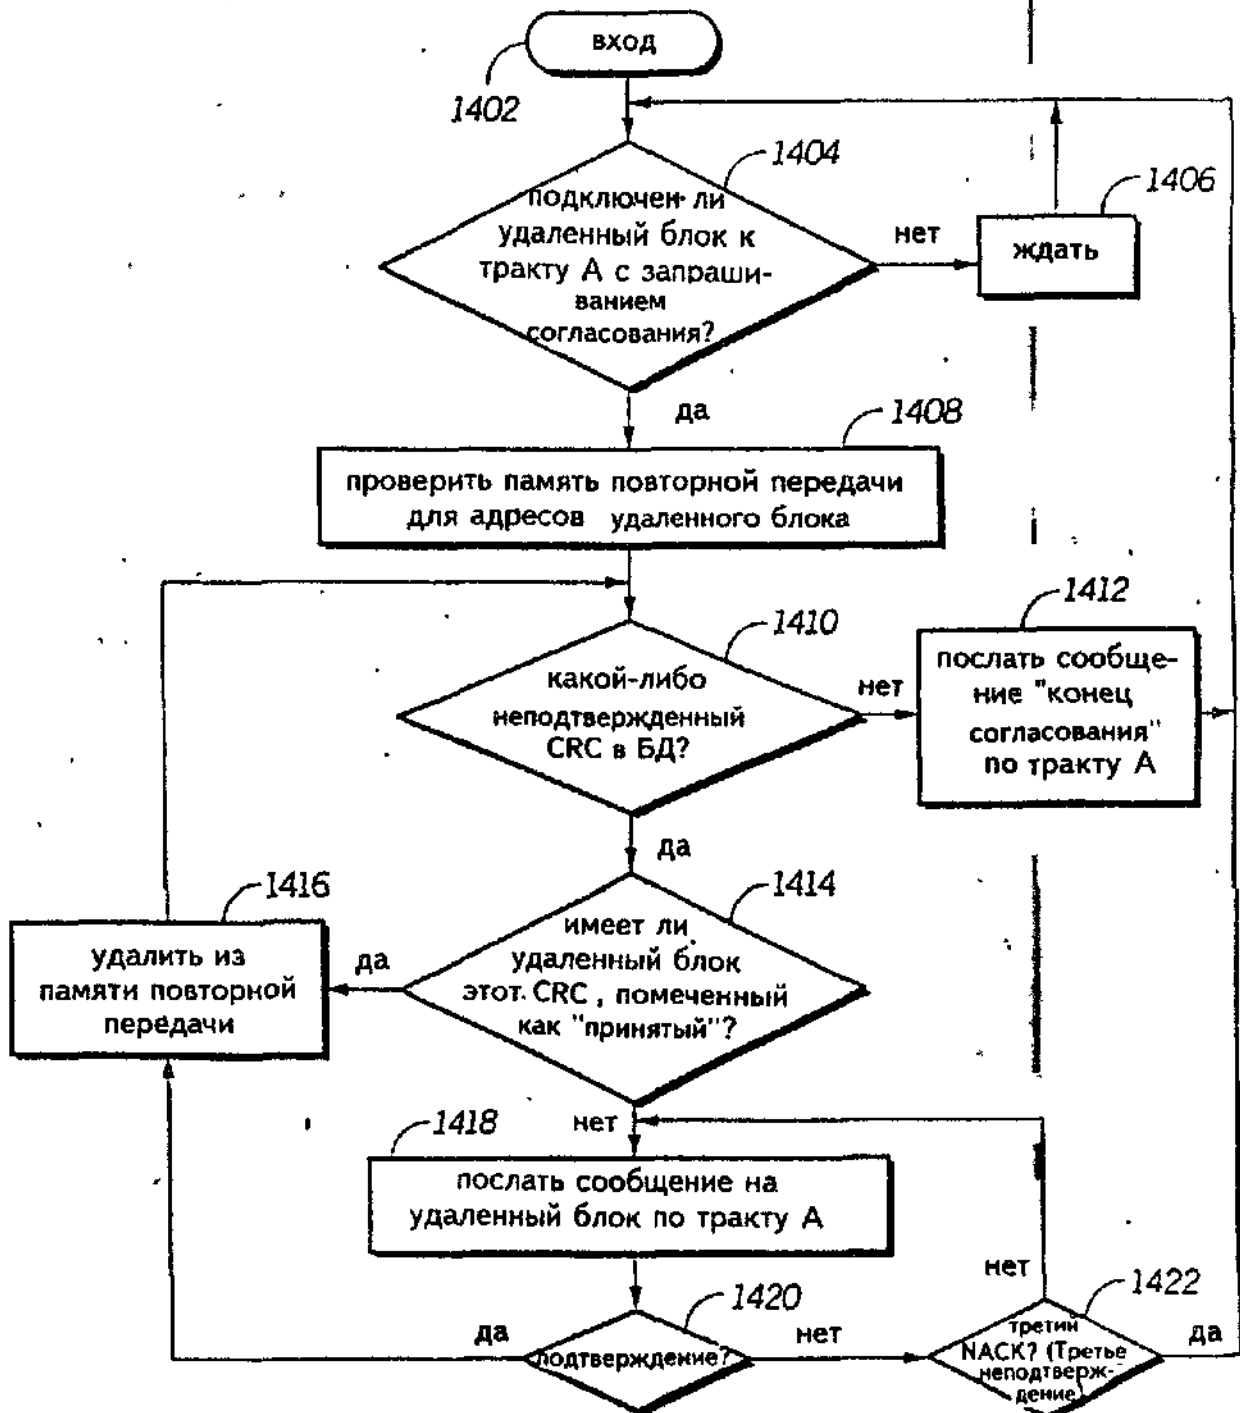 вход
1402
1404
подключен ли
удаленный блок к
тракту А с запраши-
ванием
согласования?
нет
1406
ждать
да
1408
проверить память повторной передачи
для адресов удаленного блока
1410
какой-либо
неподтвержденный
CRC в БД?
нет
1412
послать сообще-
ние "конец
согласования"
по тракту А
да
1414
имеет ли
удаленный блок
этот CRC, помеченный
как "принятый"?
да
1416
удалить из
памяти повторной
передачи
нет
1418
послать сообщение на
удаленный блок по тракту А
1420
подтверждение?
да
нет
1422
третий
NACK? (Третье
неподтверж-
дение)
нет
да